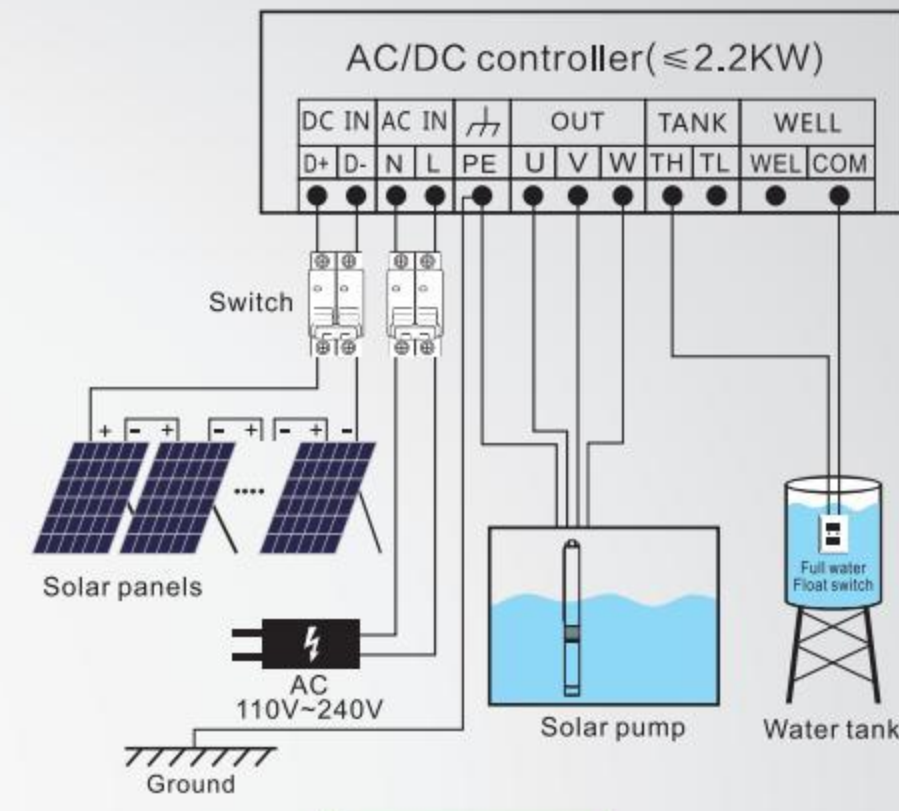 AC/DC controller(≤2.2KW)
DC IN AC IN OUT TANK WELL
D+ D- N L PE U V W TH TL WEL COM
Switch
+ - + - + - + -
Solar panels
Full water
Float switch
AC
110V~240V
Solar pump
Water tank
Ground